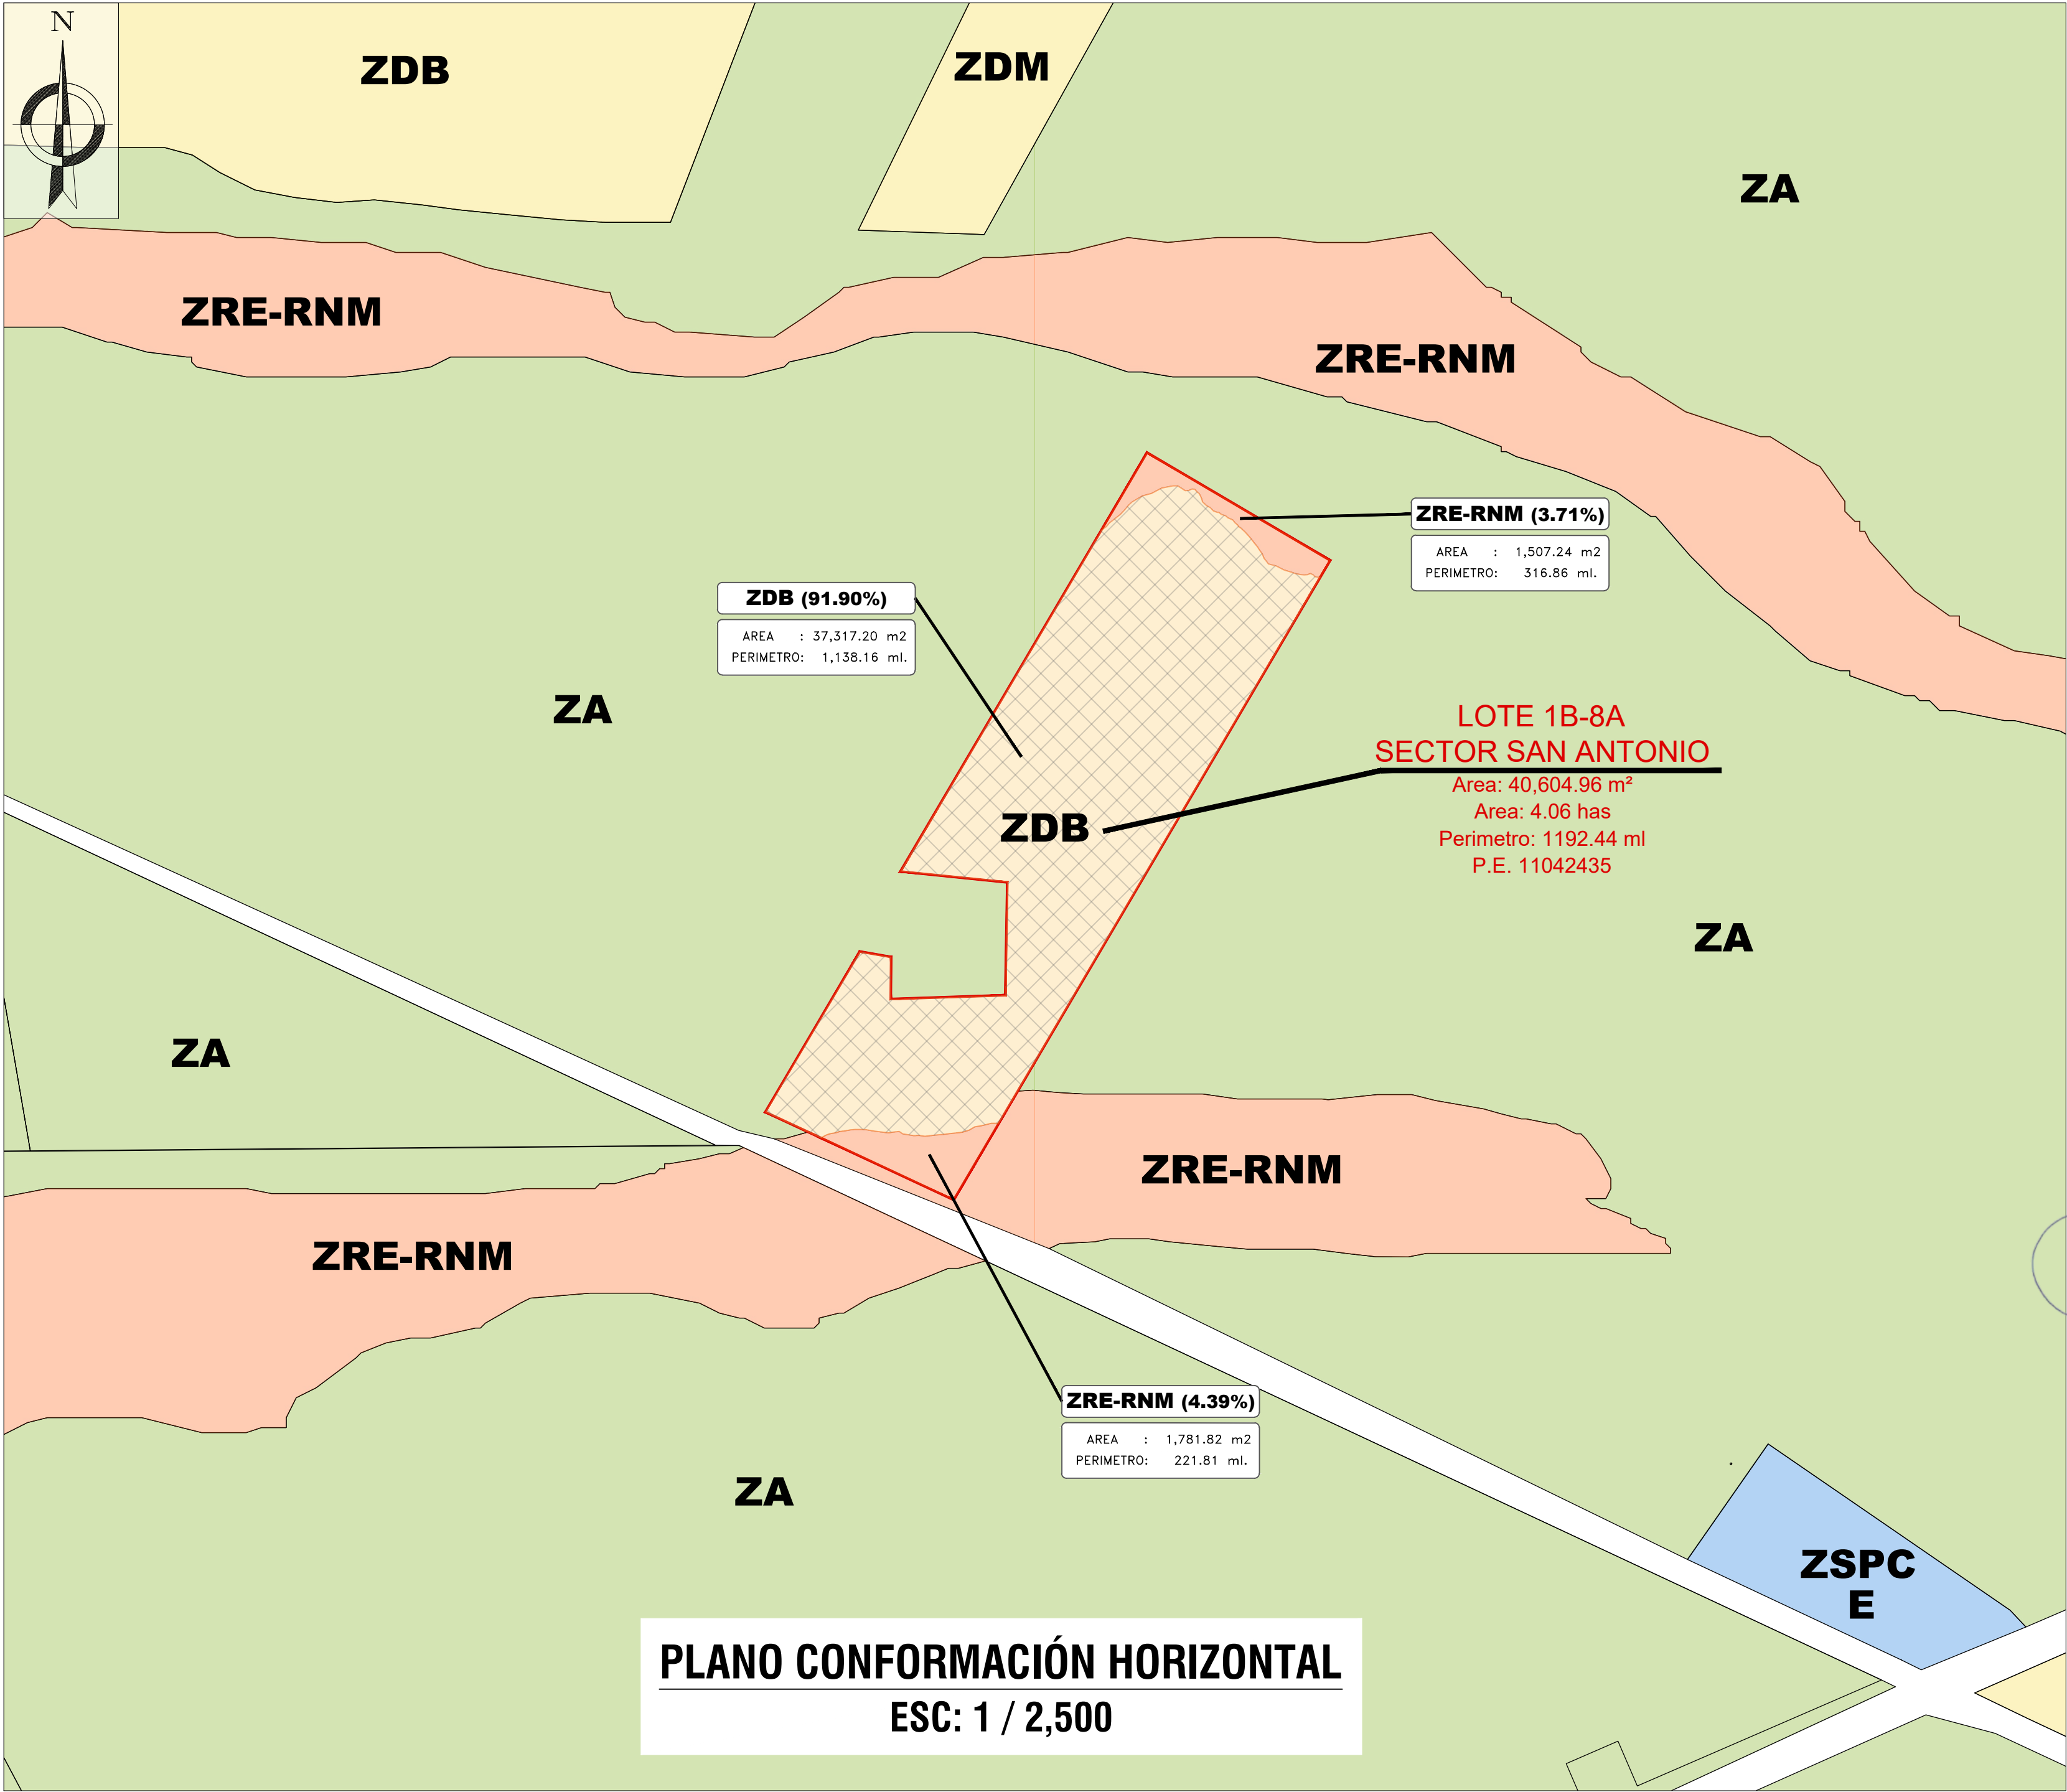 N
ZDB
ZDM
ZA
ZRE-RNM
ZRE-RNM
ZRE-RNM (3.71%)
AREA : 1,507.24 m2
PERIMETRO: 316.86 ml.
ZDB (91.90%)
AREA : 37,317.20 m2
PERIMETRO: 1,138.16 ml.
ZA
LOTE 1B-8A
SECTOR SAN ANTONIO
Area: 40,604.96 m²
Area: 4.06 has
Perimetro: 1192.44 ml
P.E. 11042435
ZDB
ZA
ZA
ZRE-RNM
ZRE-RNM
ZRE-RNM (4.39%)
AREA : 1,781.82 m2
PERIMETRO: 221.81 ml.
ZA
ZSPC
E
PLANO CONFORMACIÓN HORIZONTAL
ESC: 1 / 2,500